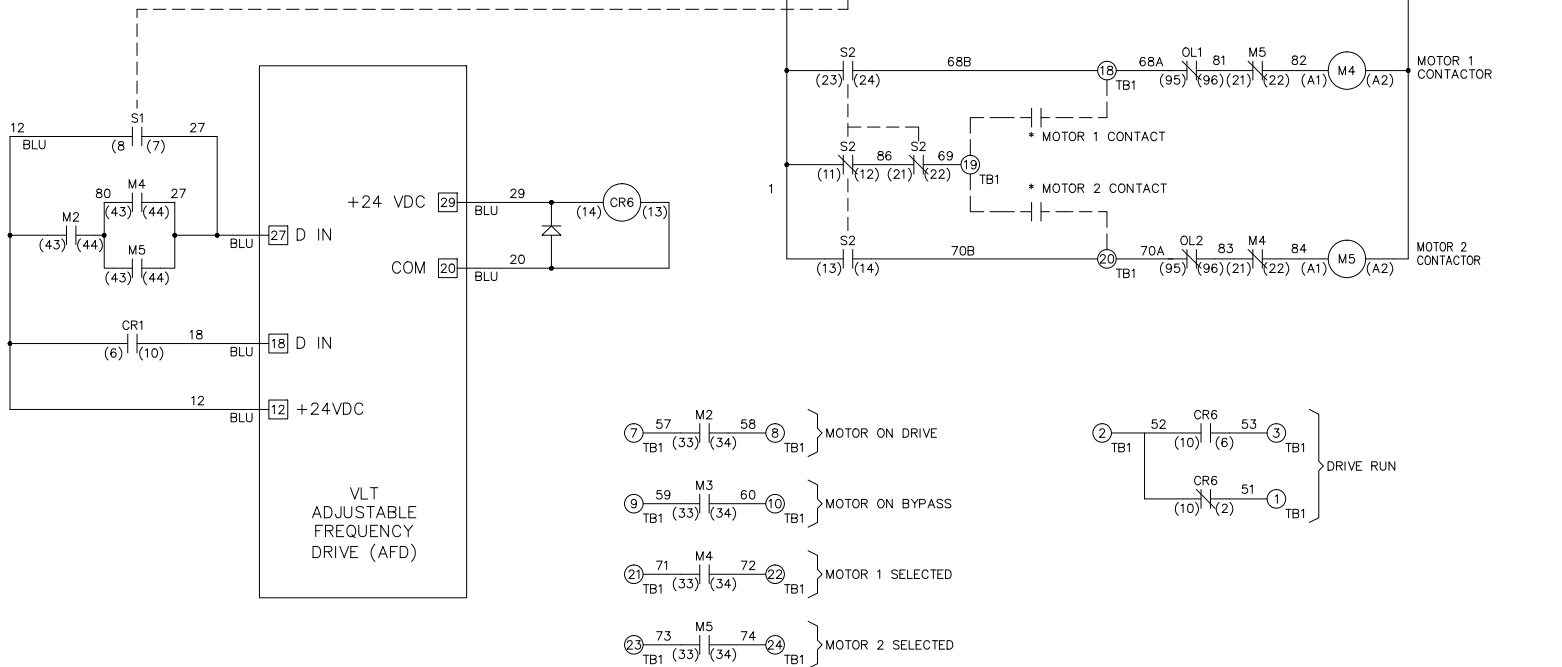 S1
12 27
BLU
(8 (7)
M4
80 27
(43) (44)
M2
(43) (44)
M5
(43) (44)
BLU
27 D IN
CR1
18
(6) (10)
BLU
18 D IN
12
BLU
12 +24VDC
+24 VDC 29
29
BLU
(14) CR6 (13)
COM 20
20
BLU
VLT
ADJUSTABLE
FREQUENCY
DRIVE (AFD)
1
S2
68B
(23) (24)
18
TB1
68A OL1 81 M5 82
(95) (96) (21) (22) (A1) M4 (A2)
MOTOR 1
CONTACTOR
* MOTOR 1 CONTACT
S2 86 S2 69
(11) (12) (21) (22)
19
TB1
* MOTOR 2 CONTACT
S2
70B
(13) (14)
20
TB1
70A OL2 83 M4 84
(95) (96) (21) (22) (A1) M5 (A2)
MOTOR 2
CONTACTOR
M2
7 57 58 8 MOTOR ON DRIVE
TB1 (33) (34) TB1
M3
9 59 60 10 MOTOR ON BYPASS
TB1 (33) (34) TB1
M4
21 71 72 22 MOTOR 1 SELECTED
TB1 (33) (34) TB1
M5
23 73 74 24 MOTOR 2 SELECTED
TB1 (33) (34) TB1
CR6
2 52 53 3
TB1 (10) (6) TB1
DRIVE RUN
CR6
51 1
(10) (2) TB1